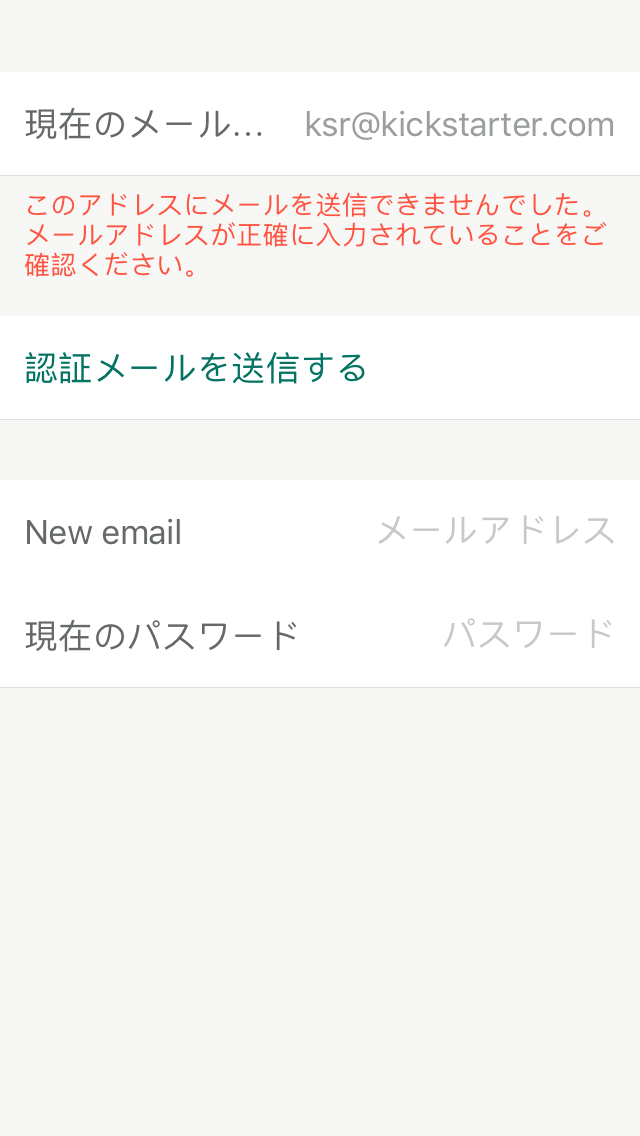 現在のメール... ksr@kickstarter.com
このアドレスにメールを送信できませんでした。
メールアドレスが正確に入力されていることをご
確認ください。
認証メールを送信する
New email メールアドレス
現在のパスワード パスワード